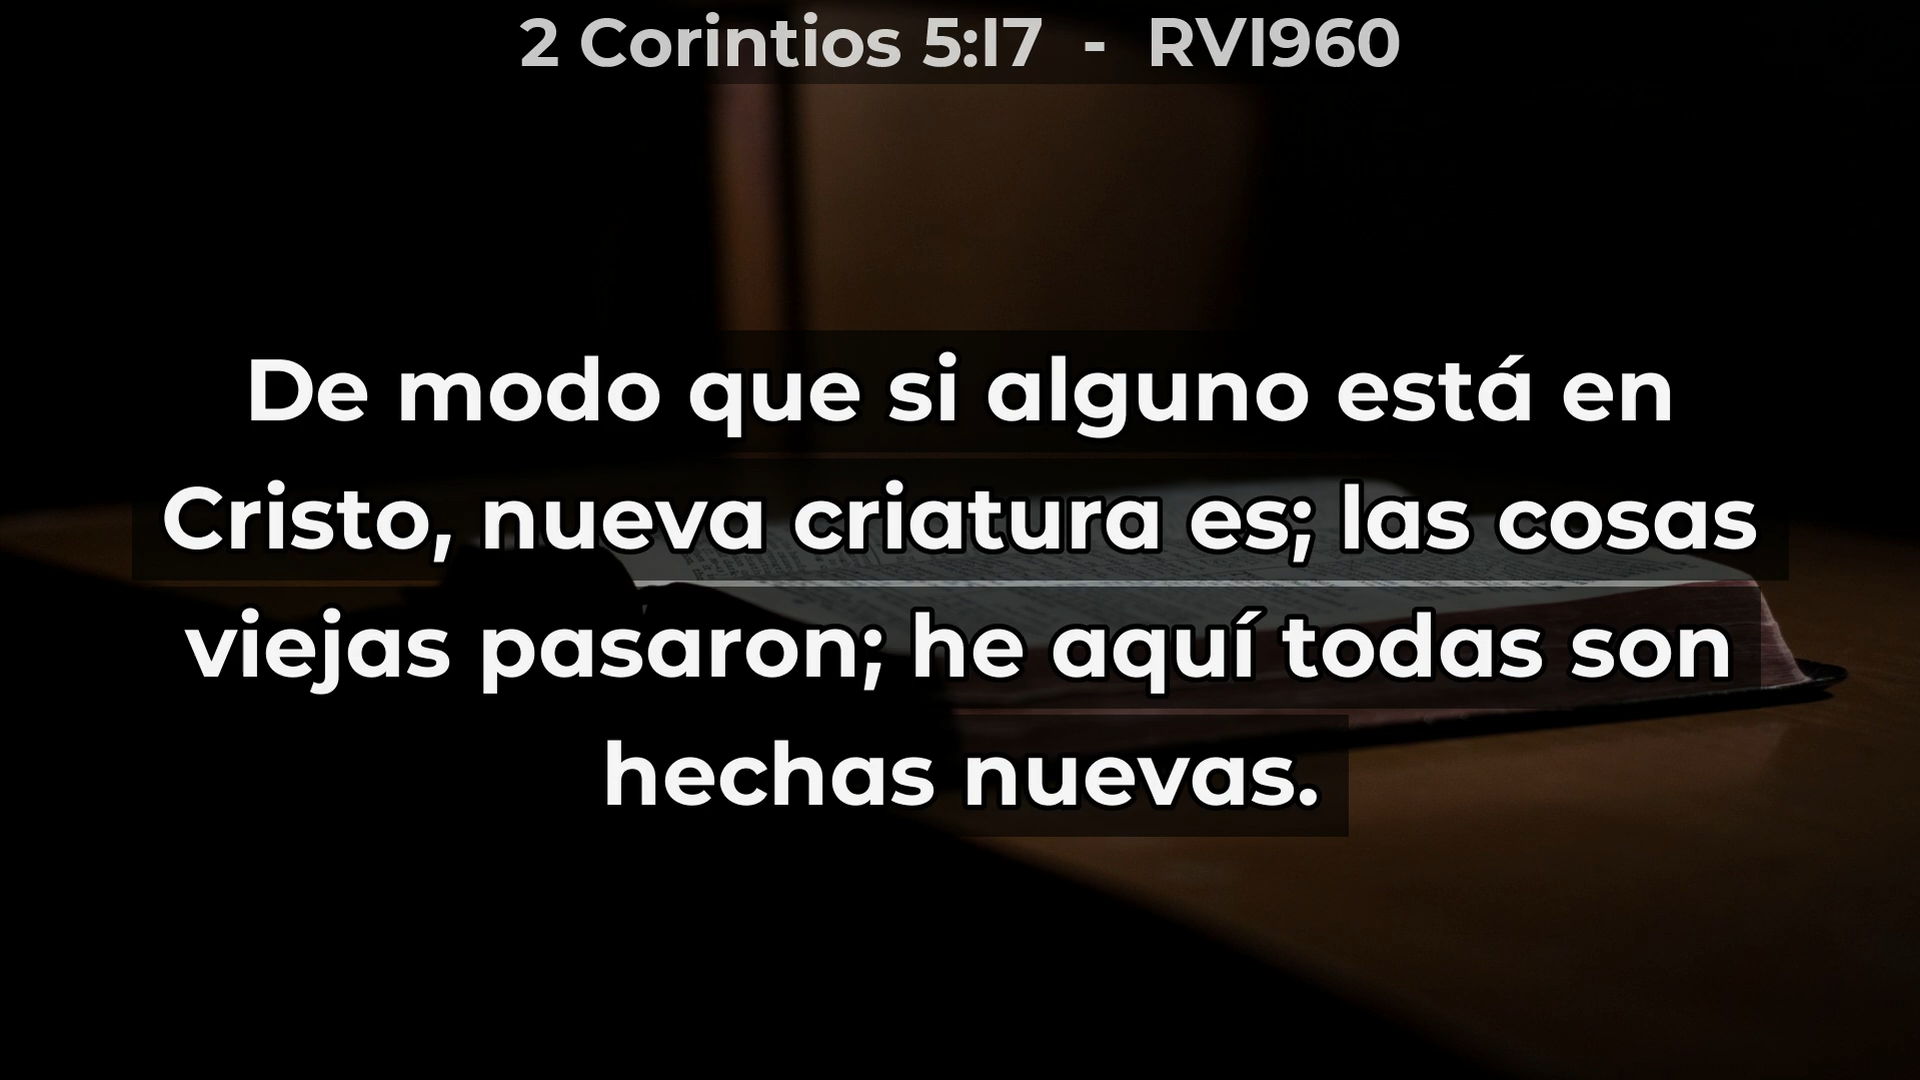 2 Corintios 5:17 - RV1960
De modo que si alguno está en
Cristo, nueva criatura es; las cosas
viejas pasaron; he aquí todas son
hechas nuevas.